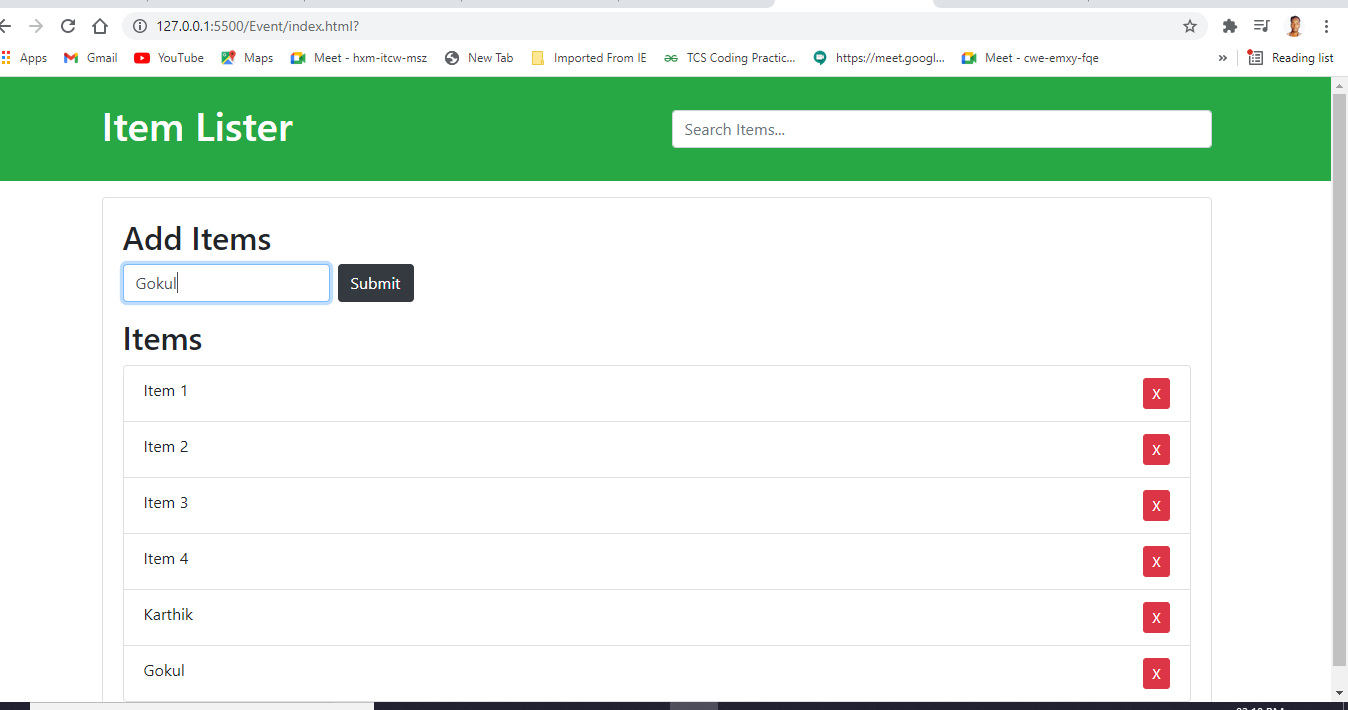 127.0.0.1:5500/Event/index.html?
Apps Gmail YouTube Maps Meet - hxm-itcw-msz New Tab Imported From IE TCS Coding Practic... https://meet.googl... Meet - cwe-emxy-fqe » Reading list
Item Lister Search Items...
Add Items
Gokul Submit
Items
Item 1 X
Item 2 X
Item 3 X
Item 4 X
Karthik X
Gokul X